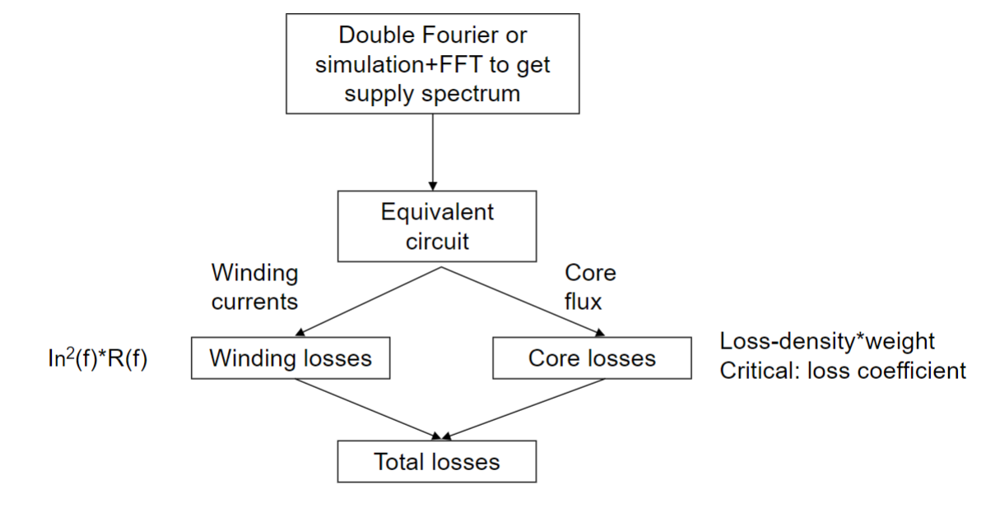 Double Fourier or
simulation+FFT to get
supply spectrum
Equivalent
circuit
Winding
currents
Core
flux
In²(f)*R(f)
Winding losses
Core losses
Loss-density*weight
Critical: loss coefficient
Total losses